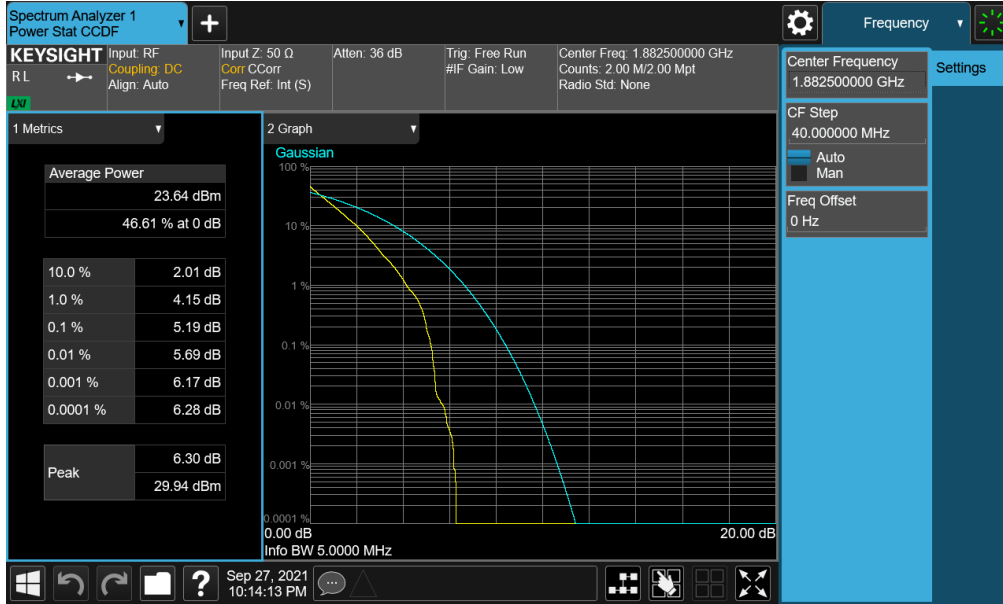 Spectrum Analyzer 1
Power Stat CCDF
+
Frequency
KEYSIGHT
RL
LXI
Input: RF
Coupling: DC
Align: Auto
Input Z: 50 Ω
Corr CCorr
Freq Ref: Int (S)
Atten: 36 dB
Trig: Free Run
#IF Gain: Low
Center Freq: 1.882500000 GHz
Counts: 2.00 M/2.00 Mpt
Radio Std: None
1 Metrics
Average Power
23.64 dBm
46.61 % at 0 dB
10.0 % 2.01 dB
1.0 % 4.15 dB
0.1 % 5.19 dB
0.01 % 5.69 dB
0.001 % 6.17 dB
0.0001 % 6.28 dB
Peak
6.30 dB
29.94 dBm
2 Graph
Gaussian
100 %
10 %
1 %
0.1 %
0.01 %
0.001 %
0.0001 %
0.00 dB 20.00 dB
Info BW 5.0000 MHz
Center Frequency
1.882500000 GHz
CF Step
40.000000 MHz
Auto
Man
Freq Offset
0 Hz
Settings
?
Sep 27, 2021
10:14:13 PM